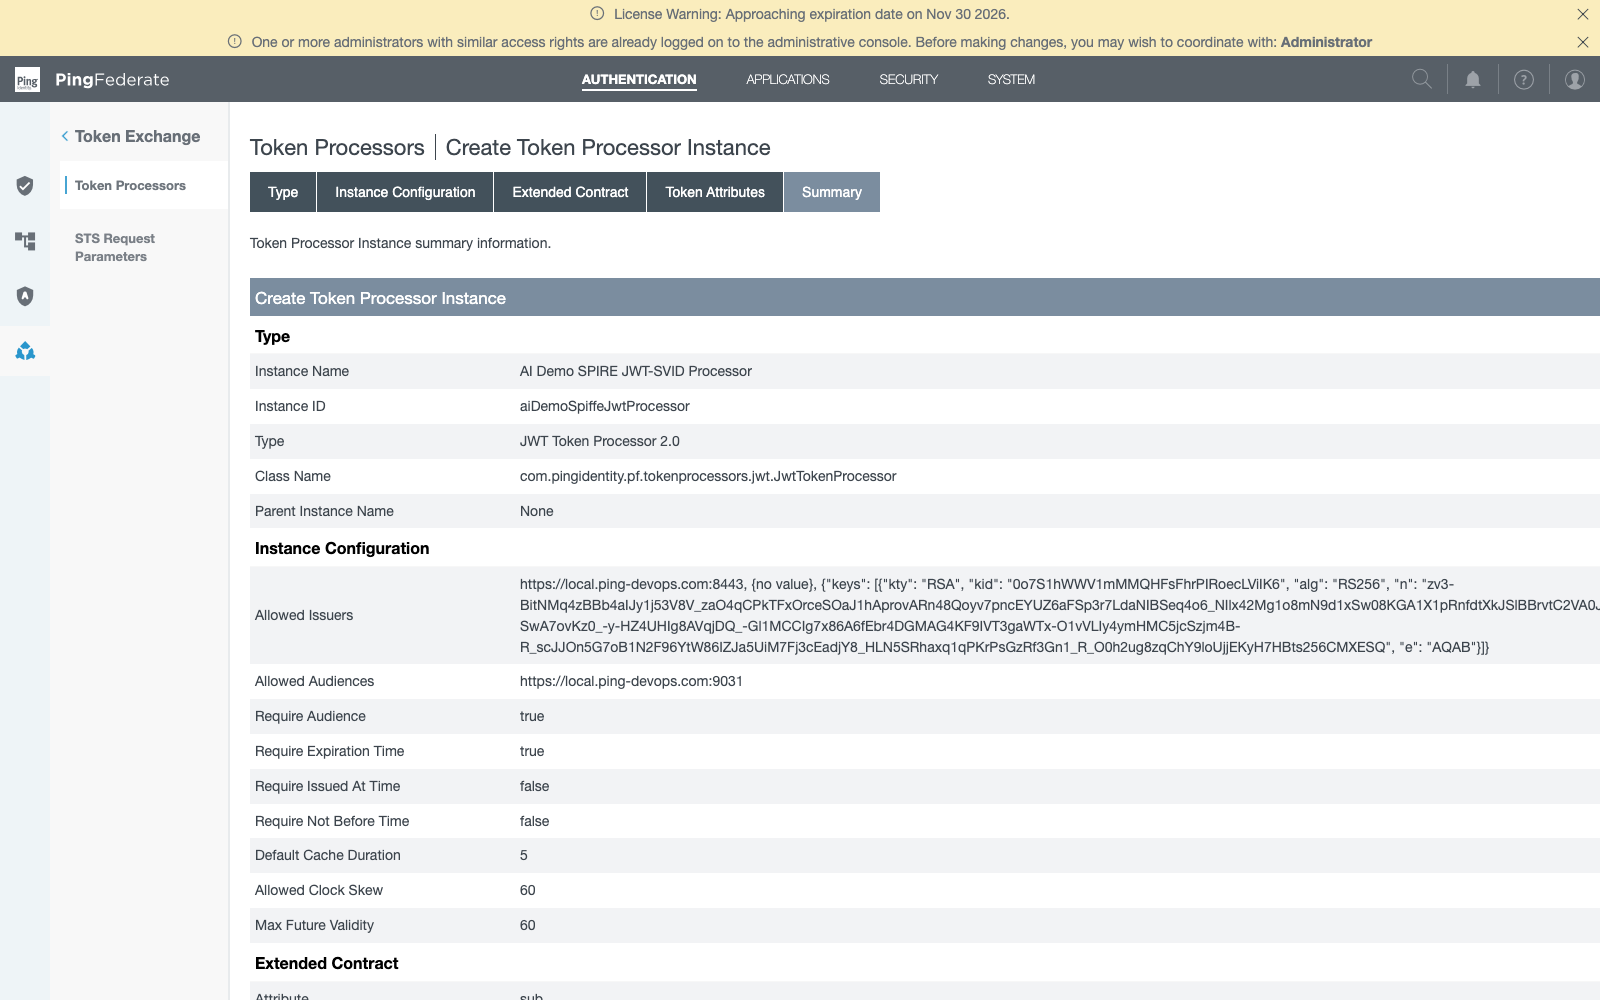 License Warning: Approaching expiration date on Nov 30 2026.
One or more administrators with similar access rights are already logged on to the administrative console. Before making changes, you may wish to coordinate with: Administrator
Ping
PingFederate
AUTHENTICATION
APPLICATIONS
SECURITY
SYSTEM
Token Exchange
Token Processors
STS Request
Parameters
Token Processors | Create Token Processor Instance
Type
Instance Configuration
Extended Contract
Token Attributes
Summary
Token Processor Instance summary information.
Create Token Processor Instance
Type
Instance Name AI Demo SPIRE JWT-SVID Processor
Instance ID aiDemoSpiffeJwtProcessor
Type JWT Token Processor 2.0
Class Name com.pingidentity.pf.tokenprocessors.jwt.JwtTokenProcessor
Parent Instance Name None
Instance Configuration
Allowed Issuers
https://local.ping-devops.com:8443, {no value}, {"keys": [{"kty": "RSA", "kid": "0o7S1hWWV1mMMQHFsFhrPIRoecLViIK6", "alg": "RS256", "n": "zv3-
BitNMq4zBBb4aIJy1j53V8V_zaO4qCPkTFxOrceSOaJ1hAprovARn48Qoyv7pncEYUZ6aFSp3r7LdaNIBSeq4o6_NIlx42Mg1o8mN9d1xSw08KGA1X1pRnfdtXkJSIBBrvtC2VA0J
SwA7ovKz0_-y-HZ4UHIg8AVqjDQ_-GI1MCCIg7x86A6fEbr4DGMAG4KF9IVT3gaWTx-O1vVLIy4ymHMC5jcSzjm4B-
R_scJJOn5G7oB1N2F96YtW86IZJa5UiM7Fj3cEadjY8_HLN5SRhaxq1qPKrPsGzRf3Gn1_R_O0h2ug8zqChY9loUjjEKyH7HBts256CMXESQ", "e": "AQAB"}]}
Allowed Audiences https://local.ping-devops.com:9031
Require Audience true
Require Expiration Time true
Require Issued At Time false
Require Not Before Time false
Default Cache Duration 5
Allowed Clock Skew 60
Max Future Validity 60
Extended Contract
Attribute sub